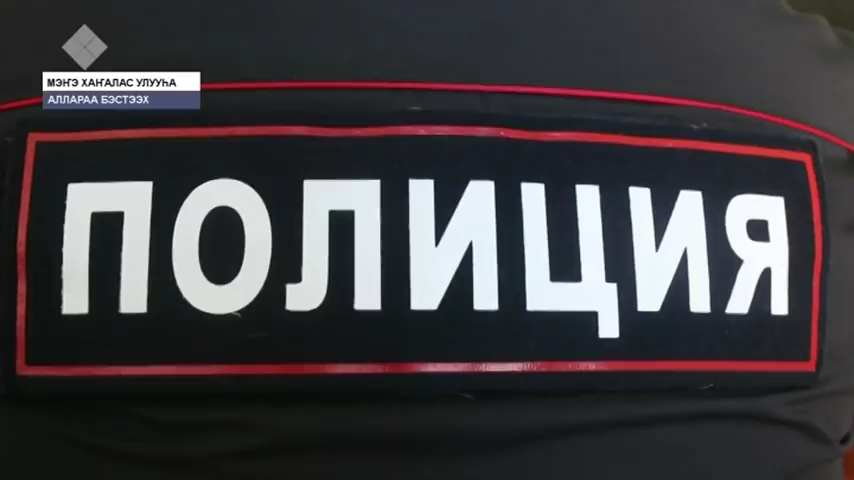 МЭҤЭ ХАҤАЛАС УЛУУҺА
АЛЛАРАА БЭСТЭЭХ
ПОЛИЦИЯ